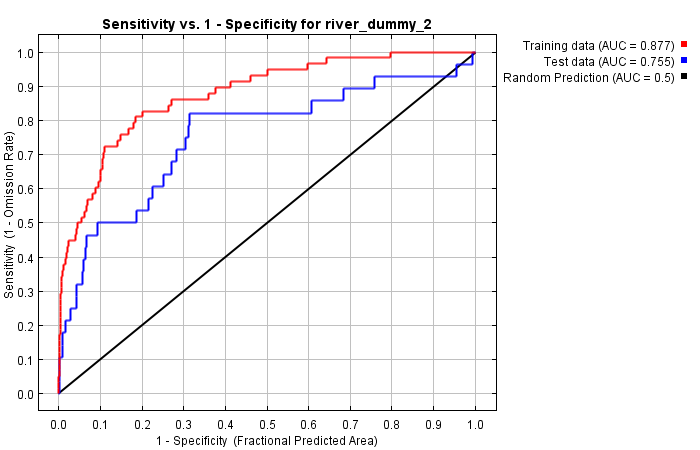 Sensitivity vs. 1 - Specificity for river_dummy_2
Training data (AUC = 0.877)
Test data (AUC = 0.755)
Random Prediction (AUC = 0.5)
Sensitivity (1 - Omission Rate)
1.0
0.9
0.8
0.7
0.6
0.5
0.4
0.3
0.2
0.1
0.0
0.0 0.1 0.2 0.3 0.4 0.5 0.6 0.7 0.8 0.9 1.0
1 - Specificity (Fractional Predicted Area)